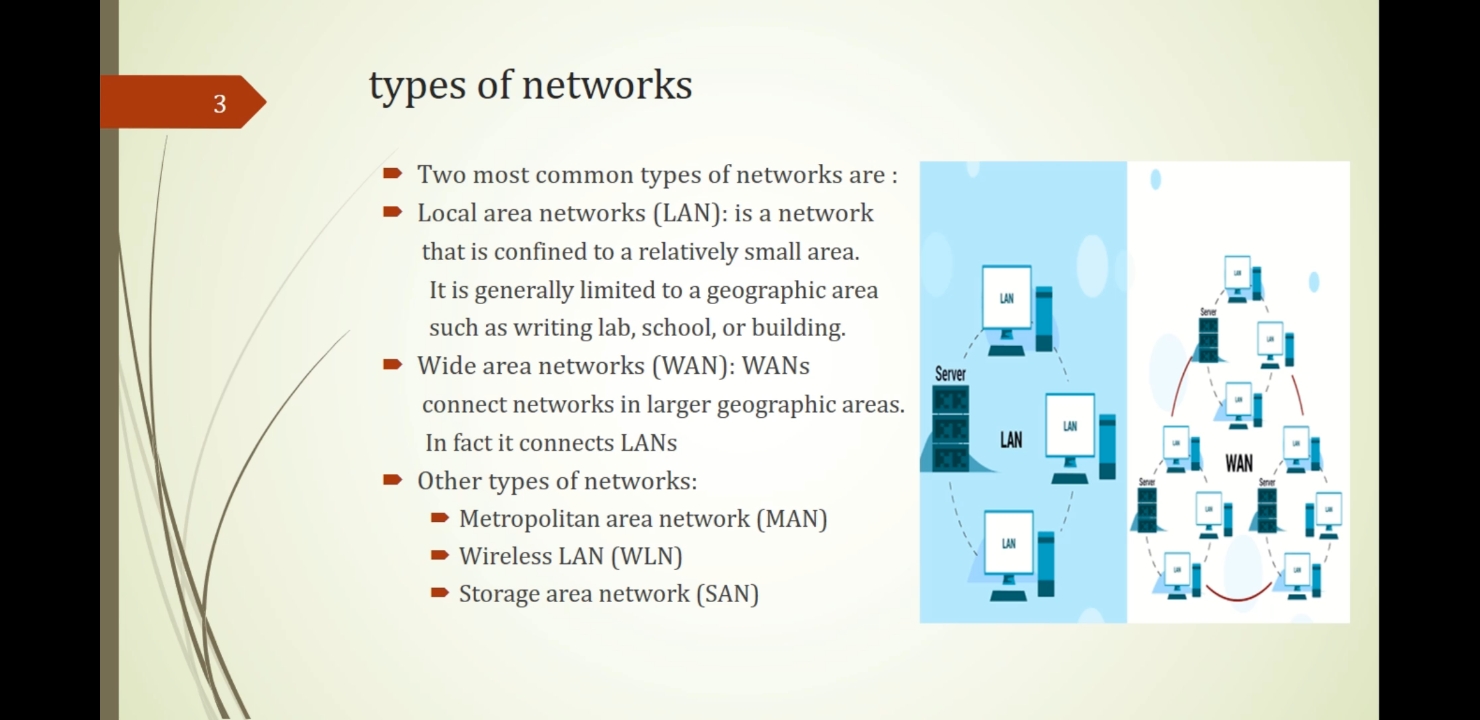 3
types of networks
Two most common types of networks are :
Local area networks (LAN): is a network
that is confined to a relatively small area.
It is generally limited to a geographic area
such as writing lab, school, or building.
Wide area networks (WAN): WANs
connect networks in larger geographic areas.
In fact it connects LANs
Other types of networks:
Metropolitan area network (MAN)
Wireless LAN (WLN)
Storage area network (SAN)
LAN
Server
LAN
LAN
LAN
LAN
Server
LAN
LAN
LAN
LAN
WAN
Server
LAN
Server
LAN
LAN
LAN